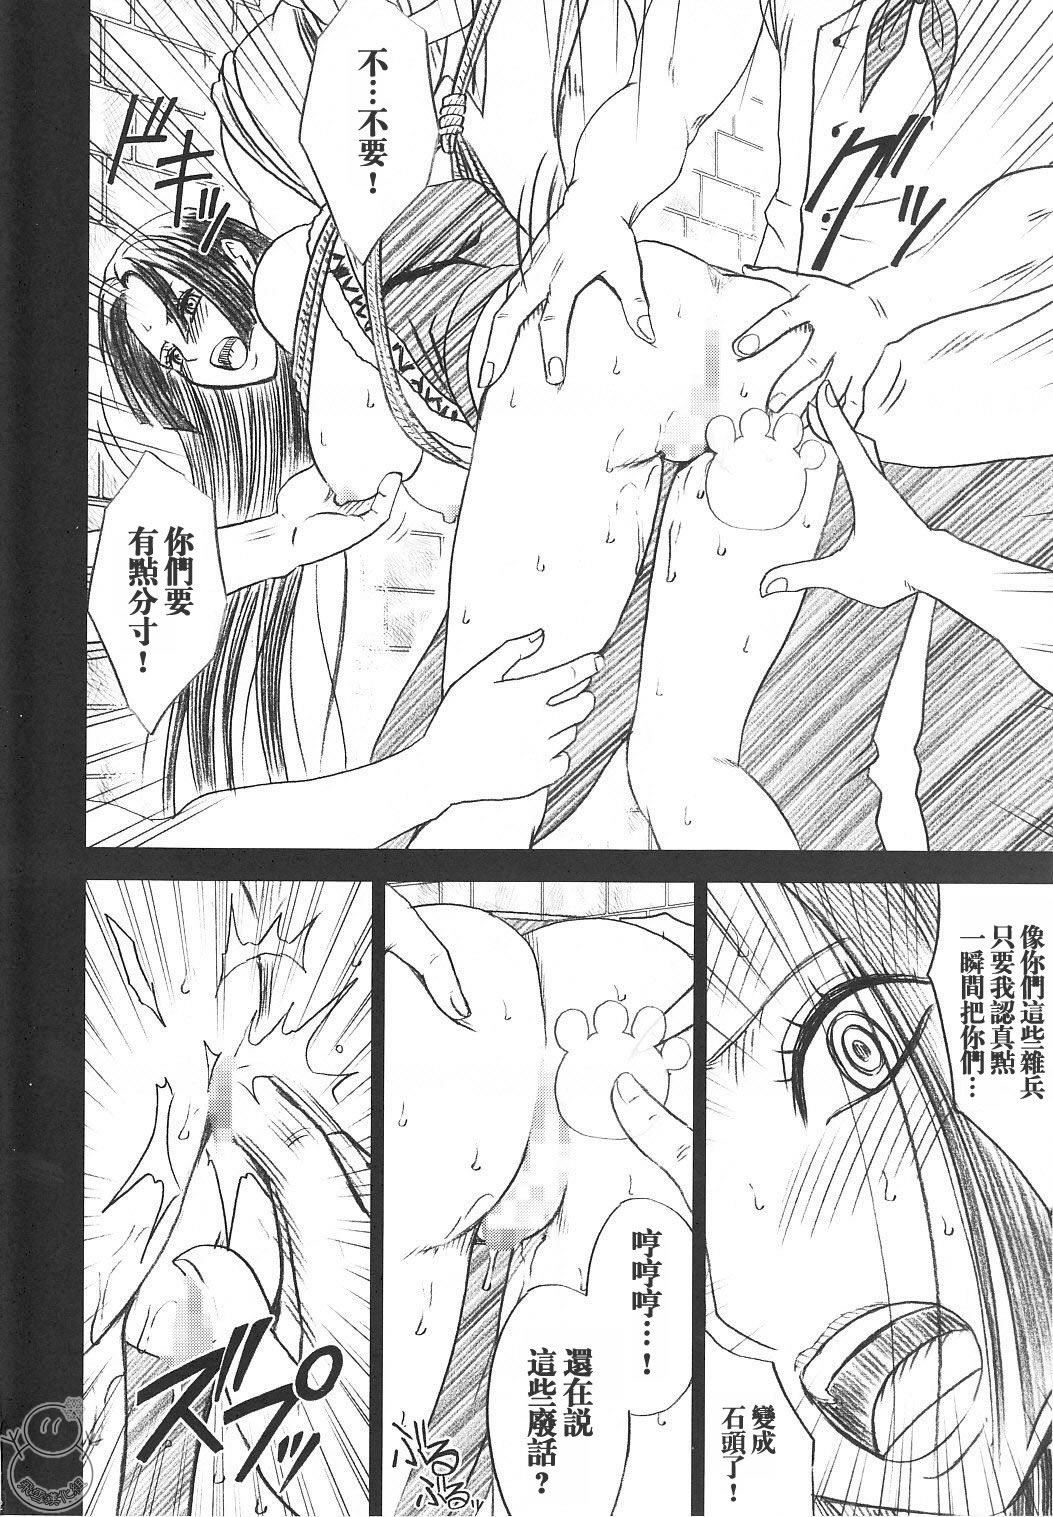 グッ
不…不要！
ドキッ
你們要
有點分寸！
像你們這些雜兵
只要我認真點
一瞬間把你們…
變成
石頭了！
哼哼哼…！
還在説
這些廢話？
ぷる
ぷる
ズプッ